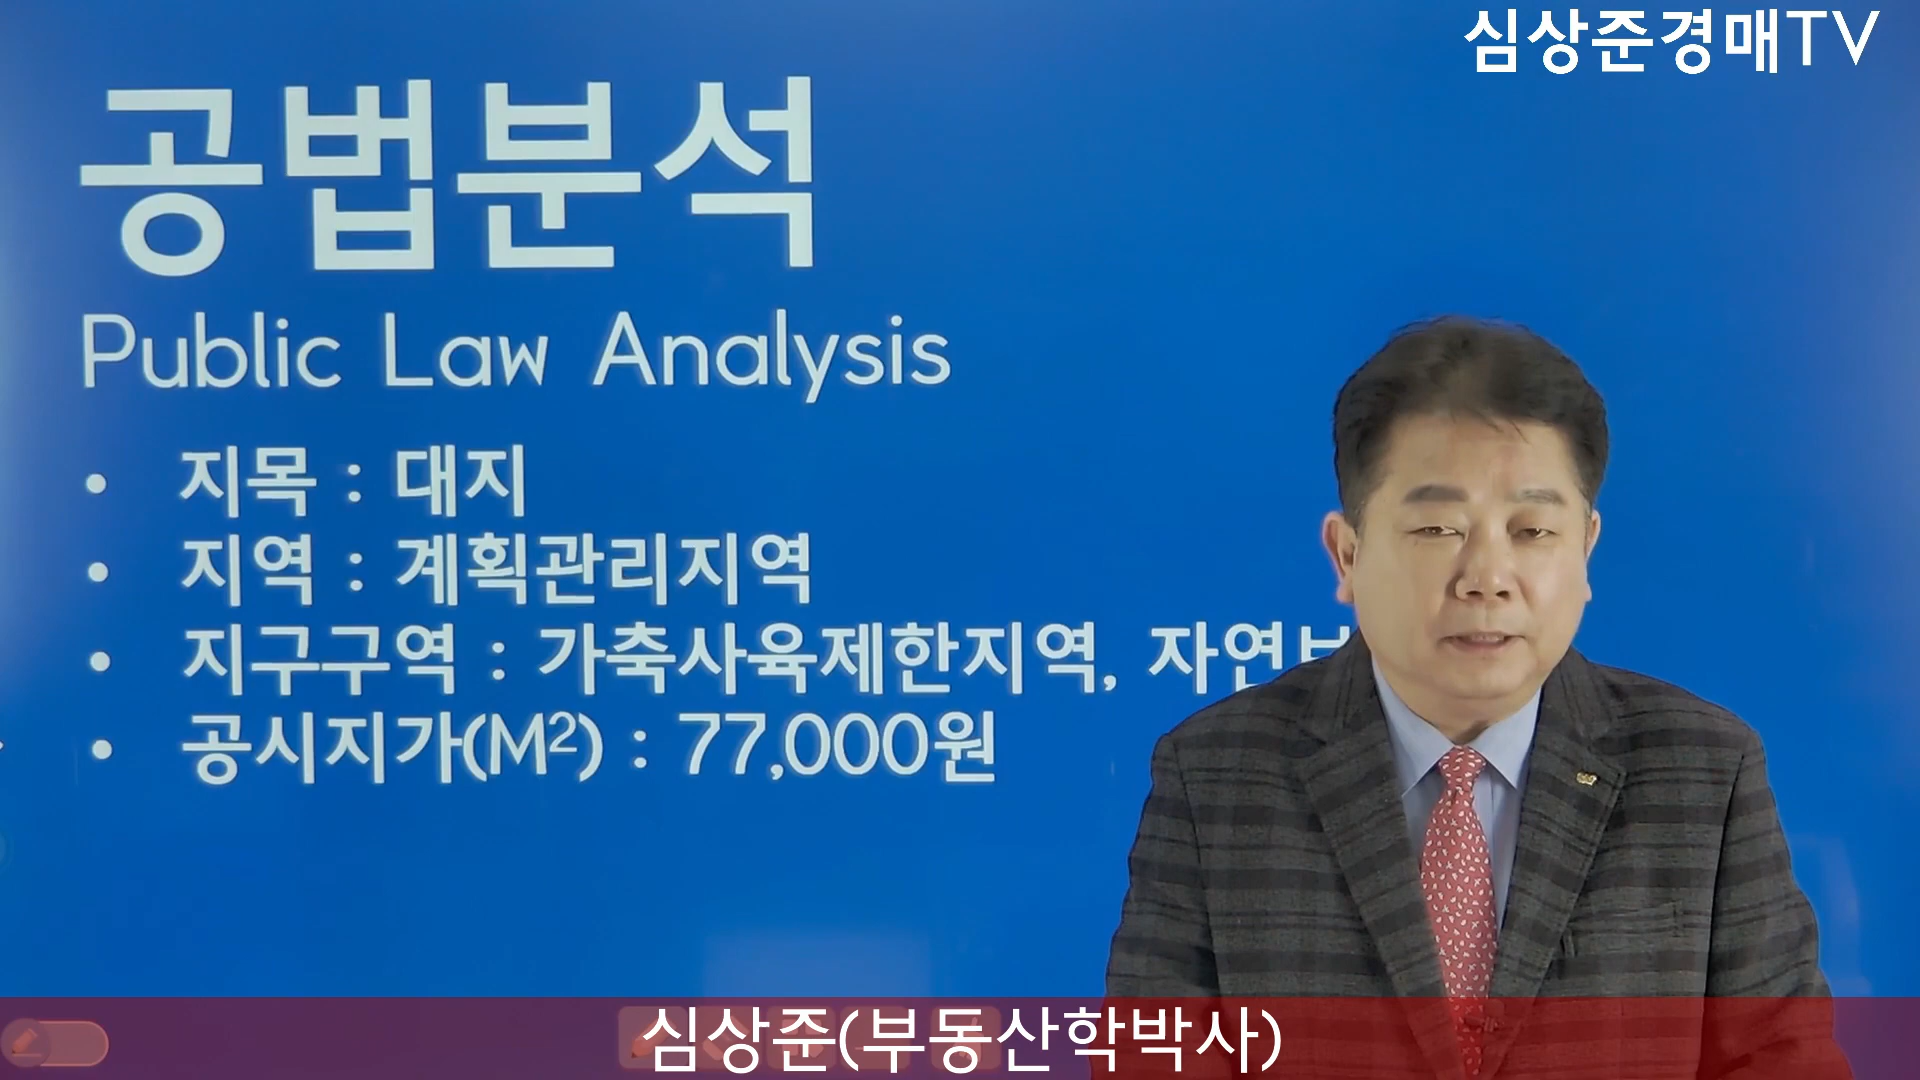 심상준경매TV
공법분석
Public Law Analysis
• 지목 : 대지
• 지역 : 계획관리지역
• 지구구역 : 가축사육제한지역,
• 공시지가(M²) : 77,000원
심상준(부동산학박사)